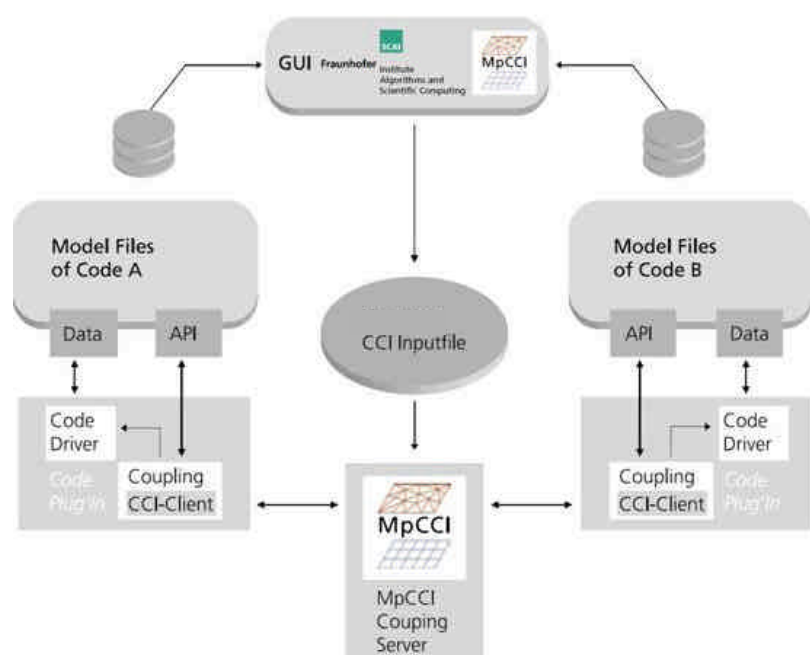 GUI
Fraunhofer
SCAI
Institute
Algorithms and
Scientific Computing
MpCCI
Model Files
of Code A
Model Files
of Code B
Data
API
CCI Inputfile
API
Data
Code
Driver
Code
Plug'In
Coupling
CCI-Client
MpCCI
MpCCI
Couping
Server
Code
Driver
Coupling
CCI-Client
Code
Plug'In